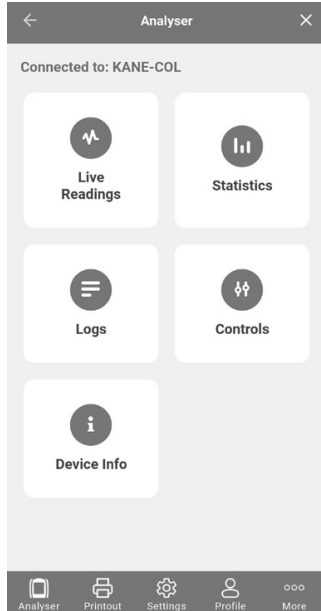 Analyser
Connected to: KANE-COL
Live
Readings
Statistics
Logs
Controls
Device Info
Analyser Printout Settings Profile More